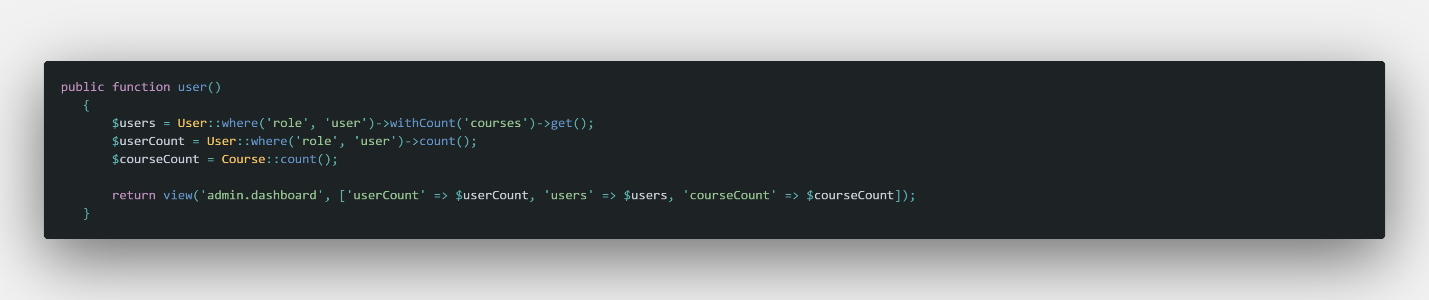 public function user()
{
$users = User::where('role', 'user')->withCount('courses')->get();
$userCount = User::where('role', 'user')->count();
$courseCount = Course::count();
return view('admin.dashboard', ['userCount' => $userCount, 'users' => $users, 'courseCount' => $courseCount]);
}